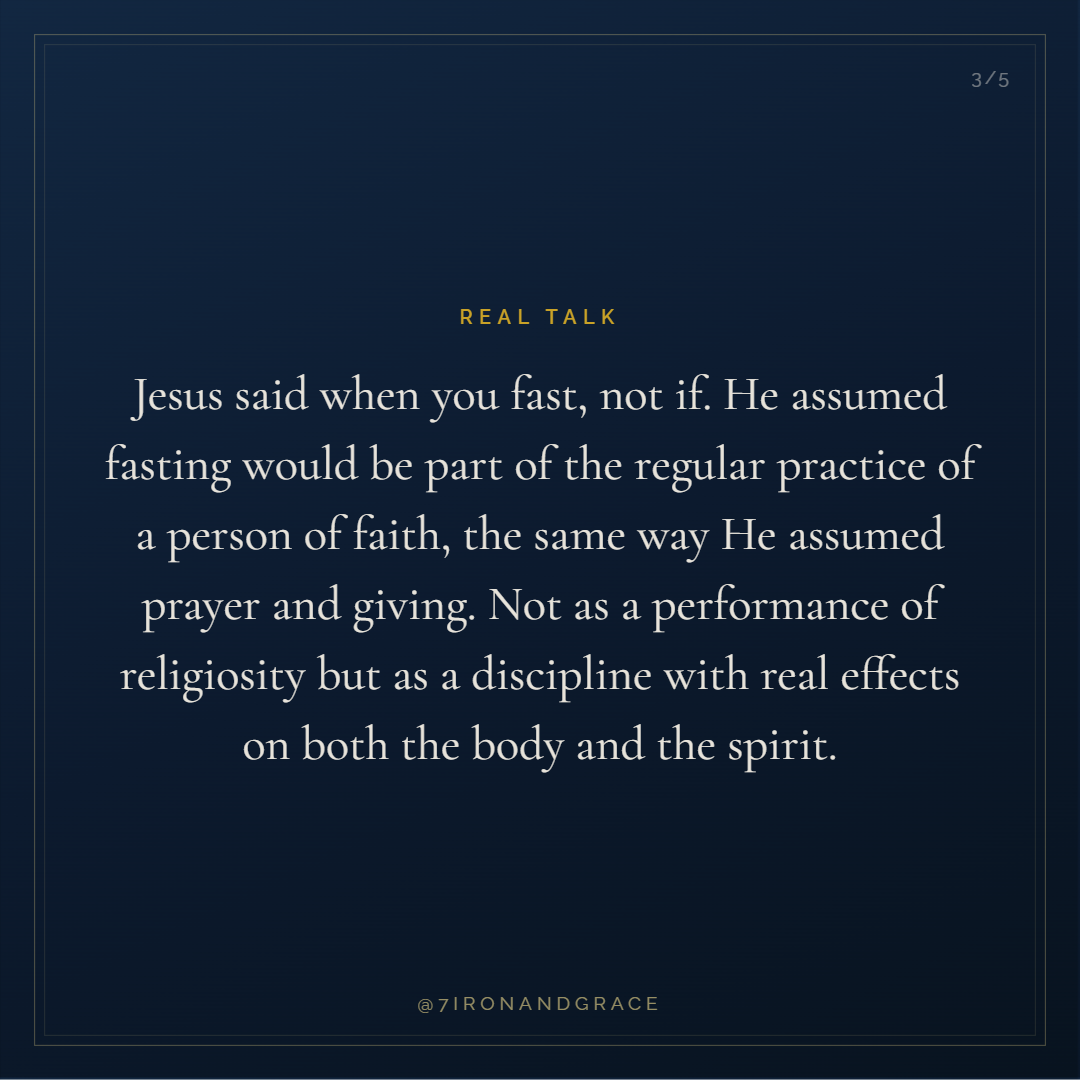 3/5
REAL TALK
Jesus said when you fast, not if. He assumed
fasting would be part of the regular practice of
a person of faith, the same way He assumed
prayer and giving. Not as a performance of
religiosity but as a discipline with real effects
on both the body and the spirit.
@7IRONANDGRACE